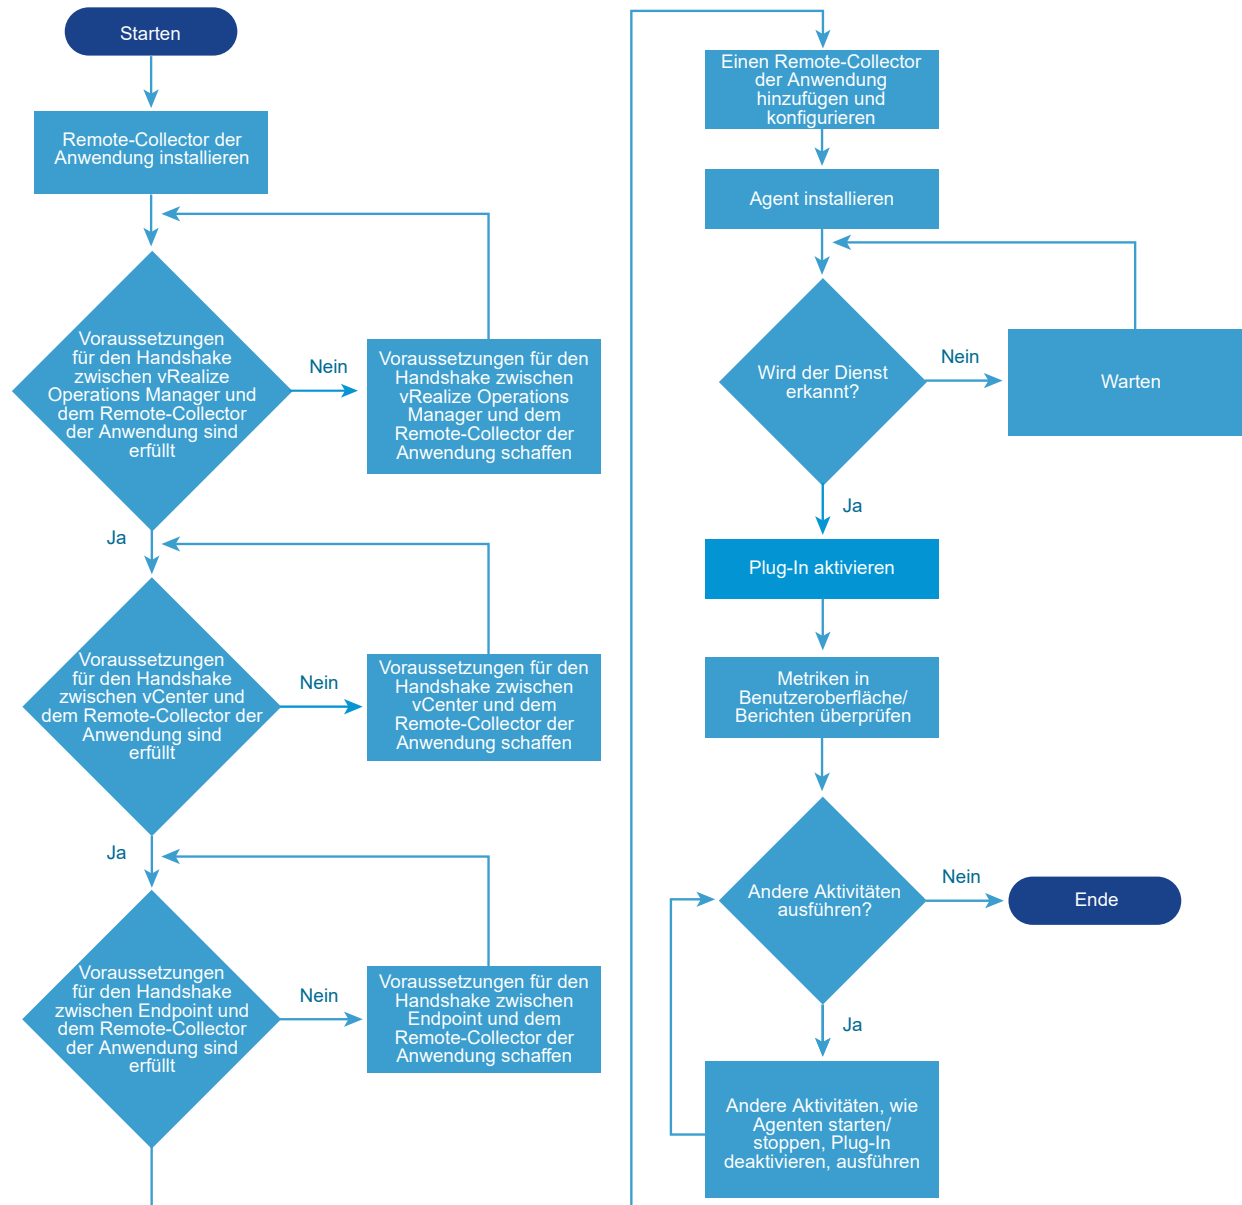 Starten
Remote-Collector der
Anwendung installieren
Voraussetzungen
für den Handshake
zwischen vRealize
Operations Manager und
dem Remote-Collector
der Anwendung sind
erfüllt
Nein
Voraussetzungen für den
Handshake zwischen
vRealize Operations
Manager und dem
Remote-Collector der
Anwendung schaffen
Ja
Voraussetzungen
für den Handshake
zwischen vCenter und
dem Remote-Collector der
Anwendung sind
erfüllt
Nein
Voraussetzungen für den
Handshake zwischen
vCenter und dem
Remote-Collector der
Anwendung schaffen
Ja
Voraussetzungen
für den Handshake
zwischen Endpoint und
dem Remote-Collector
der Anwendung sind
erfüllt
Nein
Voraussetzungen für den
Handshake zwischen
Endpoint und dem
Remote-Collector der
Anwendung schaffen
Einen Remote-Collector
der Anwendung
hinzufügen und
konfigurieren
Agent installieren
Wird der Dienst
erkannt?
Nein
Warten
Ja
Plug-In aktivieren
Metriken in
Benutzeroberfläche/
Berichten überprüfen
Andere Aktivitäten
ausführen?
Nein
Ende
Ja
Andere Aktivitäten, wie
Agenten starten/
stoppen, Plug-In
deaktivieren, ausführen